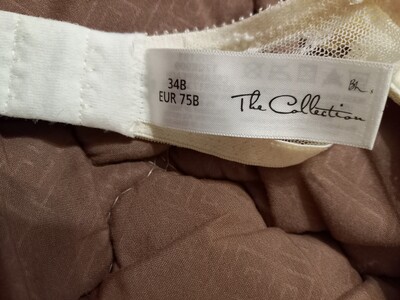 34B
EUR 75B
The Collection